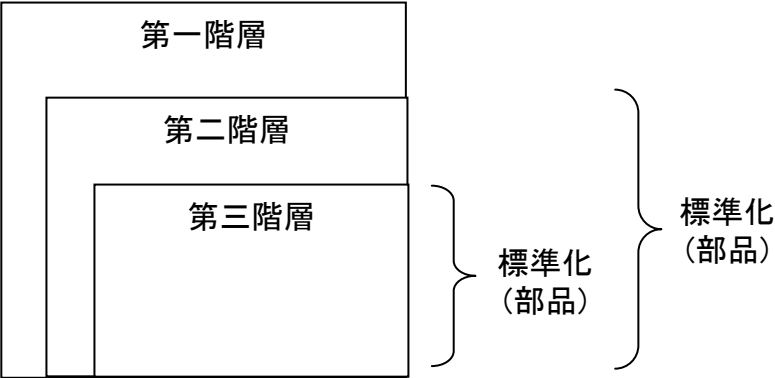 第一階層
第二階層
第三階層
標準化
(部品)
標準化
(部品)